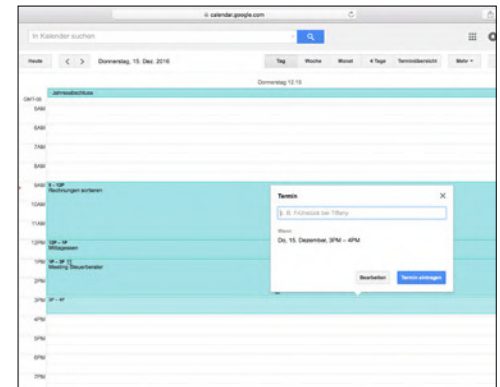 calendar.google.com
In Kalender suchen
Heute
Donnerstag, 15. Dez. 2016
Tag
Woche
Monat
4 Tage
Terminübersicht
Mehr
Donnerstag 12.15
Jahresabschluss
GMT-05
5AM
6AM
7AM
8AM
9AM
9 – 12P
Rechnungen sortieren
10AM
11AM
12PM
12P – 1P
Mittagessen
1PM
1P – 3P
Meeting Steuerberater
2PM
3PM
3P – 4P
4PM
5PM
6PM
7PM
Termin
z. B. Frühstück bei Tiffany
Wann
Do, 15. Dezember, 3PM – 4PM
Bearbeiten
Termin eintragen